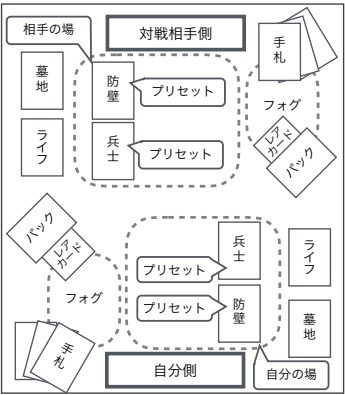 相手の場
対戦相手側
手札
墓地
防壁
プリセット
フォグ
ライフ
兵士
プリセット
レアカード
パック
パック
レアカード
兵士
ライフ
プリセット
フォグ
プリセット
防壁
墓地
手札
自分側
自分の場